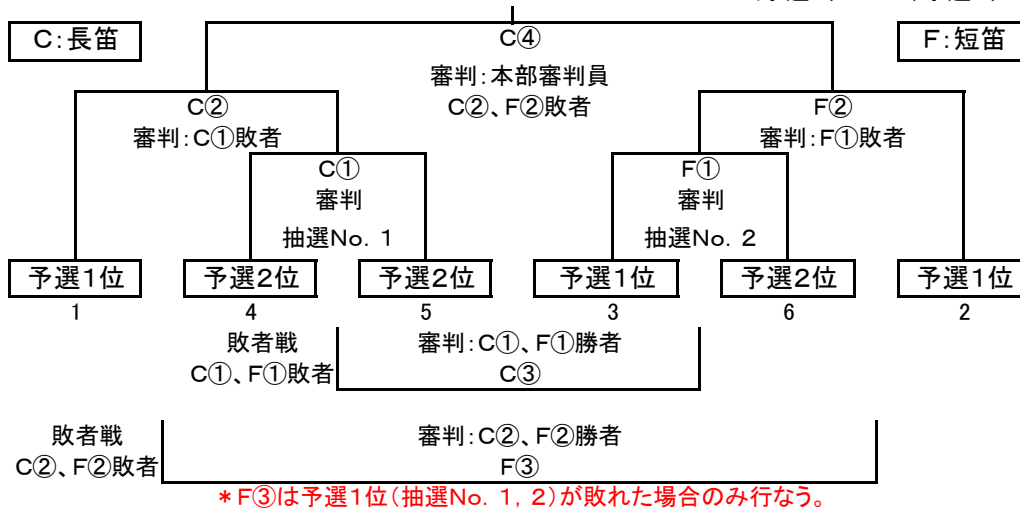 C:長笛
C④
F:短笛
審判:本部審判員
C②、F②敗者
C②
審判:C①敗者
F②
審判:F①敗者
C①
審判
抽選No. 1
F①
審判
抽選No. 2
予選1位
予選2位
予選2位
予選1位
予選2位
予選1位
1
4
5
3
6
2
敗者戦
C①、F①敗者
審判:C①、F①勝者
C③
敗者戦
C②、F②敗者
審判:C②、F②勝者
F③
*F③は予選1位(抽選No. 1, 2)が敗れた場合のみ行なう。